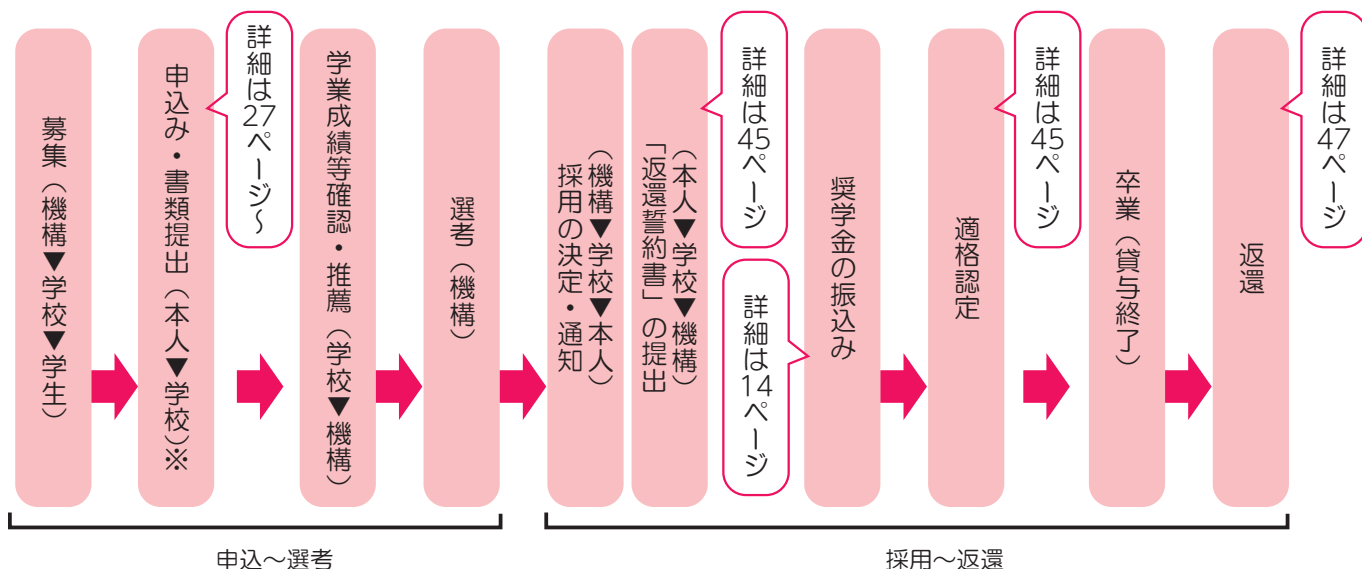 募集（機構▼学校▼学生）
申込み・書類提出（本人▼学校）※
詳細は27ページ～
学業成績等確認・推薦（学校▼機構）
選考（機構）
採用の決定・通知
（機構▼学校▼本人）
「返還誓約書」の提出
（本人▼学校▼機構）
詳細は45ページ
奨学金の振込み
詳細は14ページ
適格認定
詳細は45ページ
卒業（貸与終了）
返還
詳細は47ページ
申込～選考
採用～返還